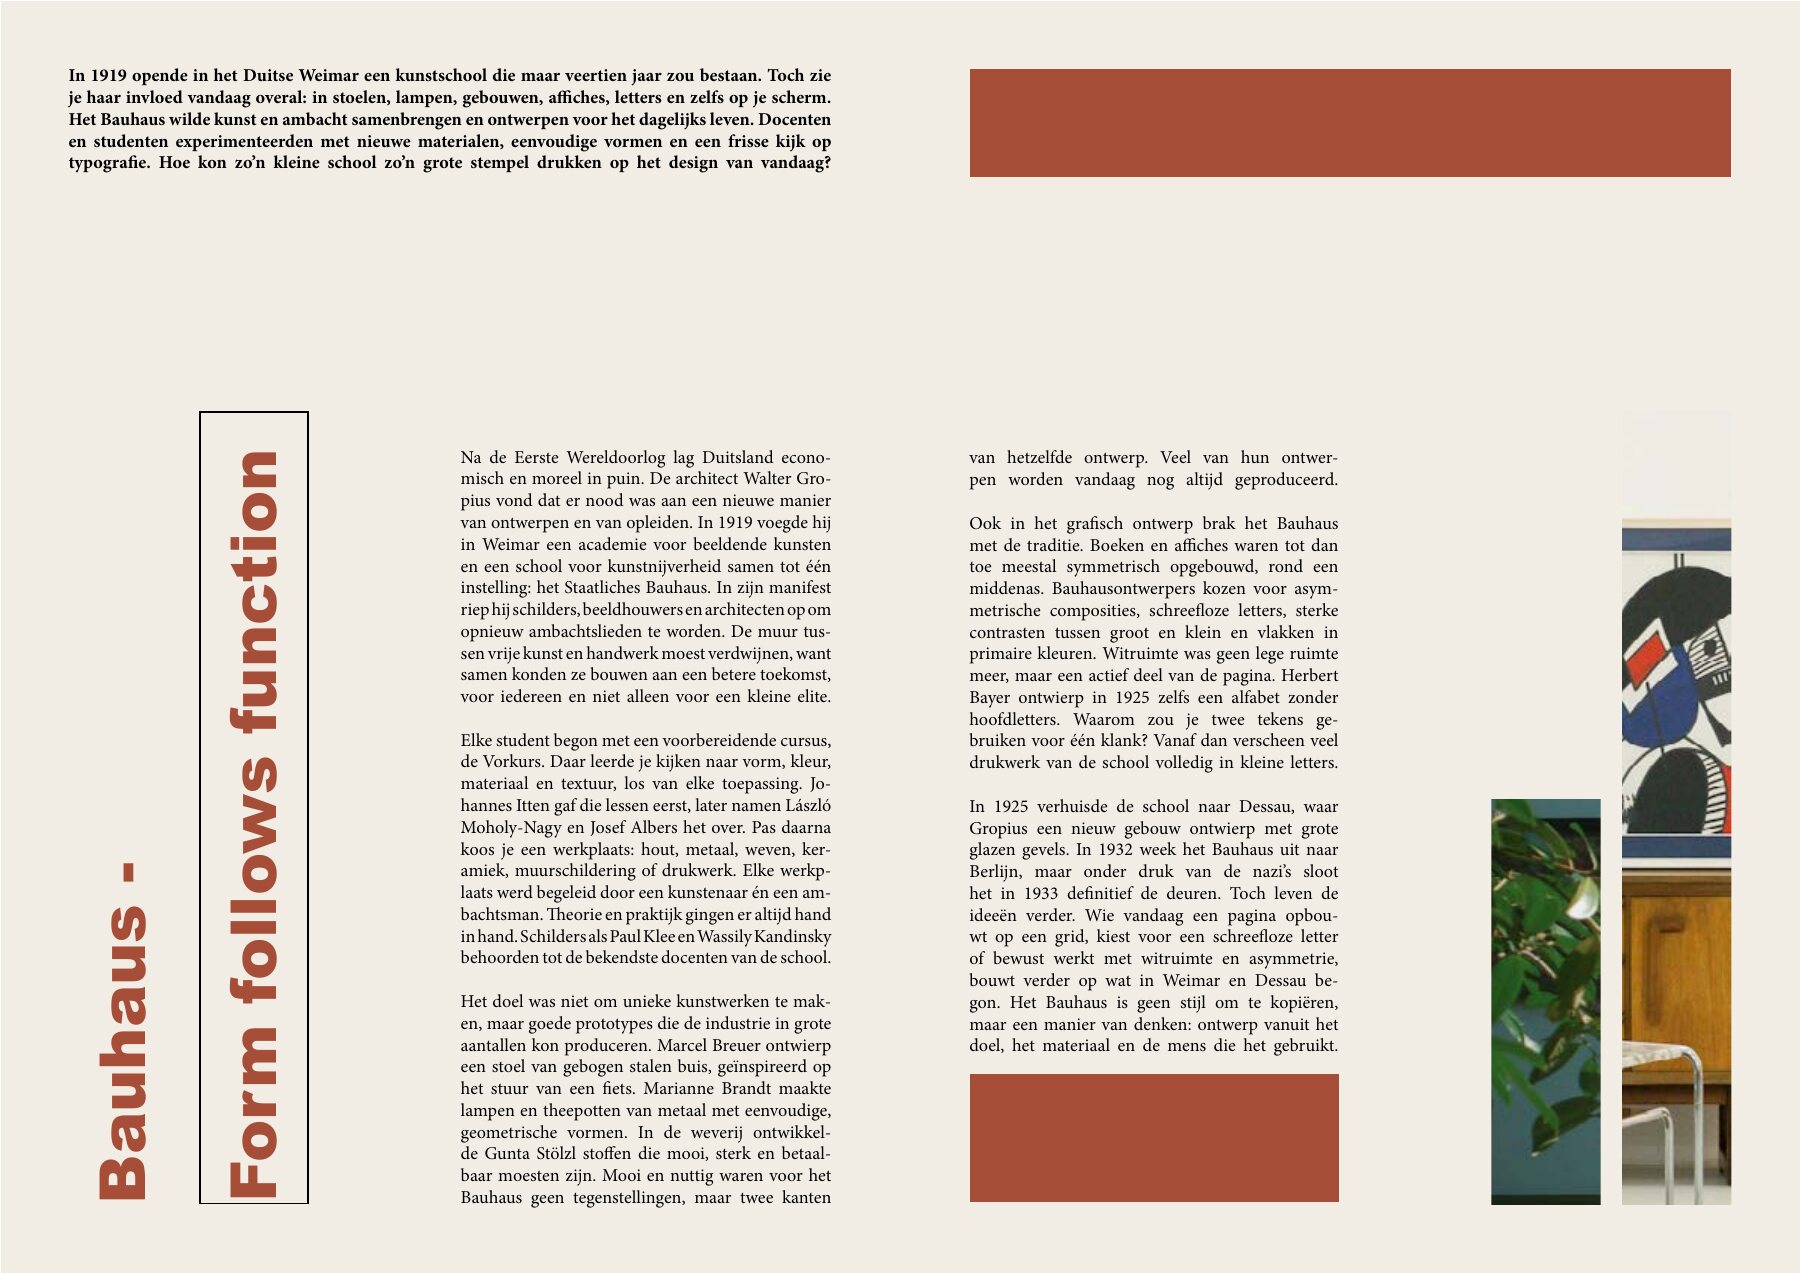 In 1919 opende in het Duitse Weimar een kunstschool die maar veertien jaar zou bestaan. Toch zie
je haar invloed vandaag overal: in stoelen, lampen, gebouwen, affiches, letters en zelfs op je scherm.
Het Bauhaus wilde kunst en ambacht samenbrengen en ontwerpen voor het dagelijks leven. Docenten
en studenten experimenteerden met nieuwe materialen, eenvoudige vormen en een frisse kijk op
typografie. Hoe kon zo’n kleine school zo’n grote stempel drukken op het design van vandaag?
Bauhaus -
Form follows function
Na de Eerste Wereldoorlog lag Duitsland econo-
misch en moreel in puin. De architect Walter Gro-
pius vond dat er nood was aan een nieuwe manier
van ontwerpen en van opleiden. In 1919 voegde hij
in Weimar een academie voor beeldende kunsten
en een school voor kunstnijverheid samen tot één
instelling: het Staatliches Bauhaus. In zijn manifest
riep hij schilders, beeldhouwers en architecten op om
opnieuw ambachtslieden te worden. De muur tus-
sen vrije kunst en handwerk moest verdwijnen, want
samen konden ze bouwen aan een betere toekomst,
voor iedereen en niet alleen voor een kleine elite.
Elke student begon met een voorbereidende cursus,
de Vorkurs. Daar leerde je kijken naar vorm, kleur,
materiaal en textuur, los van elke toepassing. Jo-
hannes Itten gaf die lessen eerst, later namen László
Moholy-Nagy en Josef Albers het over. Pas daarna
koos je een werkplaats: hout, metaal, weven, ker-
amiek, muurschildering of drukwerk. Elke werkp-
laats werd begeleid door een kunstenaar én een am-
bachtsman. Theorie en praktijk gingen er altijd hand
in hand. Schilders als Paul Klee en Wassily Kandinsky
behoorden tot de bekendste docenten van de school.
Het doel was niet om unieke kunstwerken te mak-
en, maar goede prototypes die de industrie in grote
aantallen kon produceren. Marcel Breuer ontwierp
een stoel van gebogen stalen buis, geïnspireerd op
het stuur van een fiets. Marianne Brandt maakte
lampen en theepotten van metaal met eenvoudige,
geometrische vormen. In de weverij ontwikkel-
de Gunta Stölzl stoffen die mooi, sterk en betaal-
baar moesten zijn. Mooi en nuttig waren voor het
Bauhaus geen tegenstellingen, maar twee kanten
van hetzelfde ontwerp. Veel van hun ontwer-
pen worden vandaag nog altijd geproduceerd.
Ook in het grafisch ontwerp brak het Bauhaus
met de traditie. Boeken en affiches waren tot dan
toe meestal symmetrisch opgebouwd, rond een
middenas. Bauhausontwerpers kozen voor asym-
metrische composities, schreefloze letters, sterke
contrasten tussen groot en klein en vlakken in
primaire kleuren. Witruimte was geen lege ruimte
meer, maar een actief deel van de pagina. Herbert
Bayer ontwierp in 1925 zelfs een alfabet zonder
hoofdletters. Waarom zou je twee tekens ge-
bruiken voor één klank? Vanaf dan verscheen veel
drukwerk van de school volledig in kleine letters.
In 1925 verhuisde de school naar Dessau, waar
Gropius een nieuw gebouw ontwierp met grote
glazen gevels. In 1932 week het Bauhaus uit naar
Berlijn, maar onder druk van de nazi’s sloot
het in 1933 definitief de deuren. Toch leven de
ideeën verder. Wie vandaag een pagina opbou-
wt op een grid, kiest voor een schreefloze letter
of bewust werkt met witruimte en asymmetrie,
bouwt verder op wat in Weimar en Dessau be-
gon. Het Bauhaus is geen stijl om te kopiëren,
maar een manier van denken: ontwerp vanuit het
doel, het materiaal en de mens die het gebruikt.